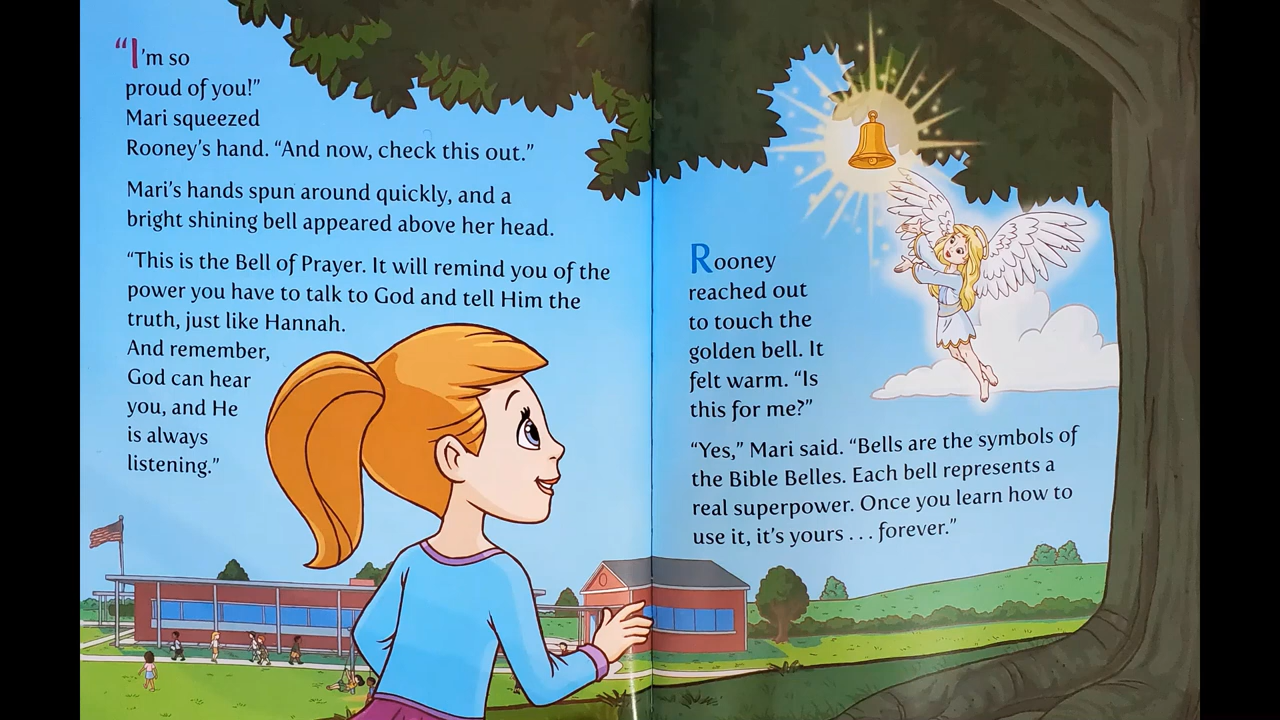 “I’m so
proud of you!”
Mari squeezed
Rooney’s hand. “And now, check this out.”
Mari’s hands spun around quickly, and a
bright shining bell appeared above her head.
“This is the Bell of Prayer. It will remind you of the
power you have to talk to God and tell Him the
truth, just like Hannah.
And remember,
God can hear
you, and He
is always
listening.”
Rooney
reached out
to touch the
golden bell. It
felt warm. “Is
this for me?”
“Yes,” Mari said. “Bells are the symbols of
the Bible Belles. Each bell represents a
real superpower. Once you learn how to
use it, it’s yours . . . forever.”